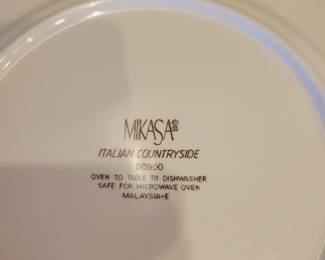 MIKASA®
ITALIAN COUNTRYSIDE
DD900
OVEN TO TABLE TO DISHWASHER
SAFE FOR MICROWAVE OVEN
MALAYSIA-E